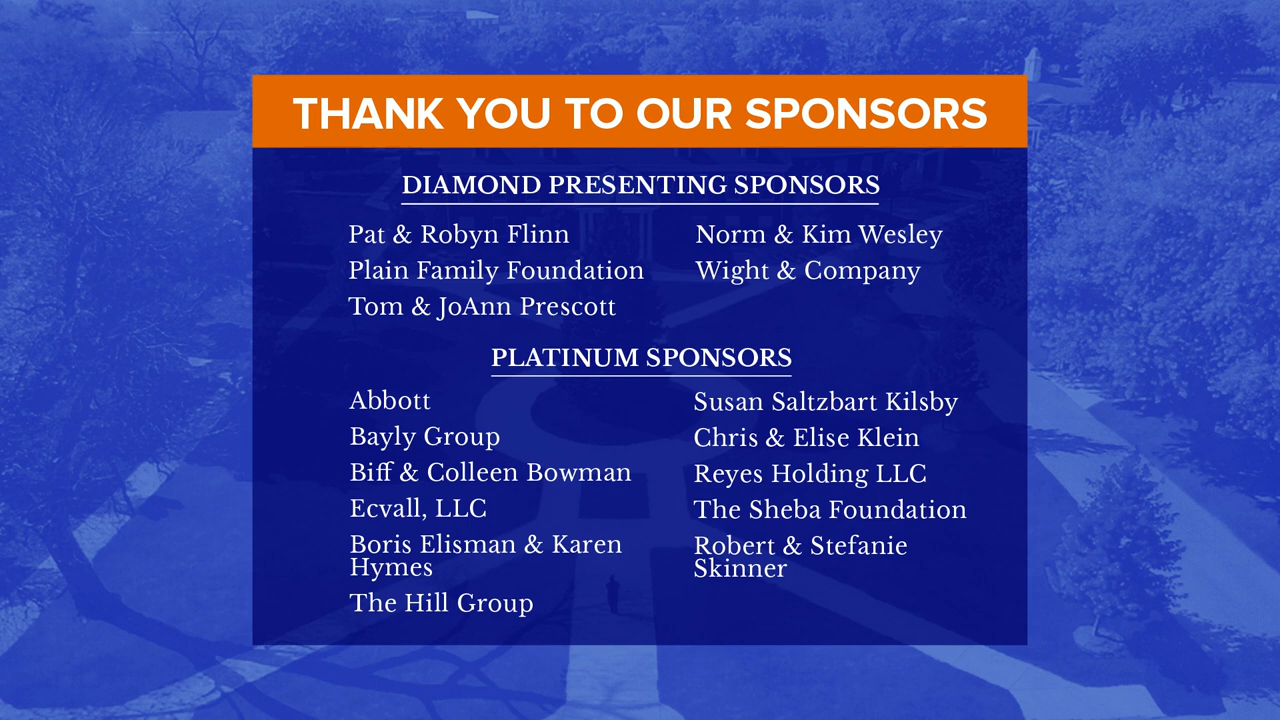 THANK YOU TO OUR SPONSORS
DIAMOND PRESENTING SPONSORS
Pat & Robyn Flinn
Plain Family Foundation
Tom & JoAnn Prescott
Norm & Kim Wesley
Wight & Company
PLATINUM SPONSORS
Abbott
Bayly Group
Biff & Colleen Bowman
Ecvall, LLC
Boris Elisman & Karen
Hymes
The Hill Group
Susan Saltzbart Kilsby
Chris & Elise Klein
Reyes Holding LLC
The Sheba Foundation
Robert & Stefanie
Skinner